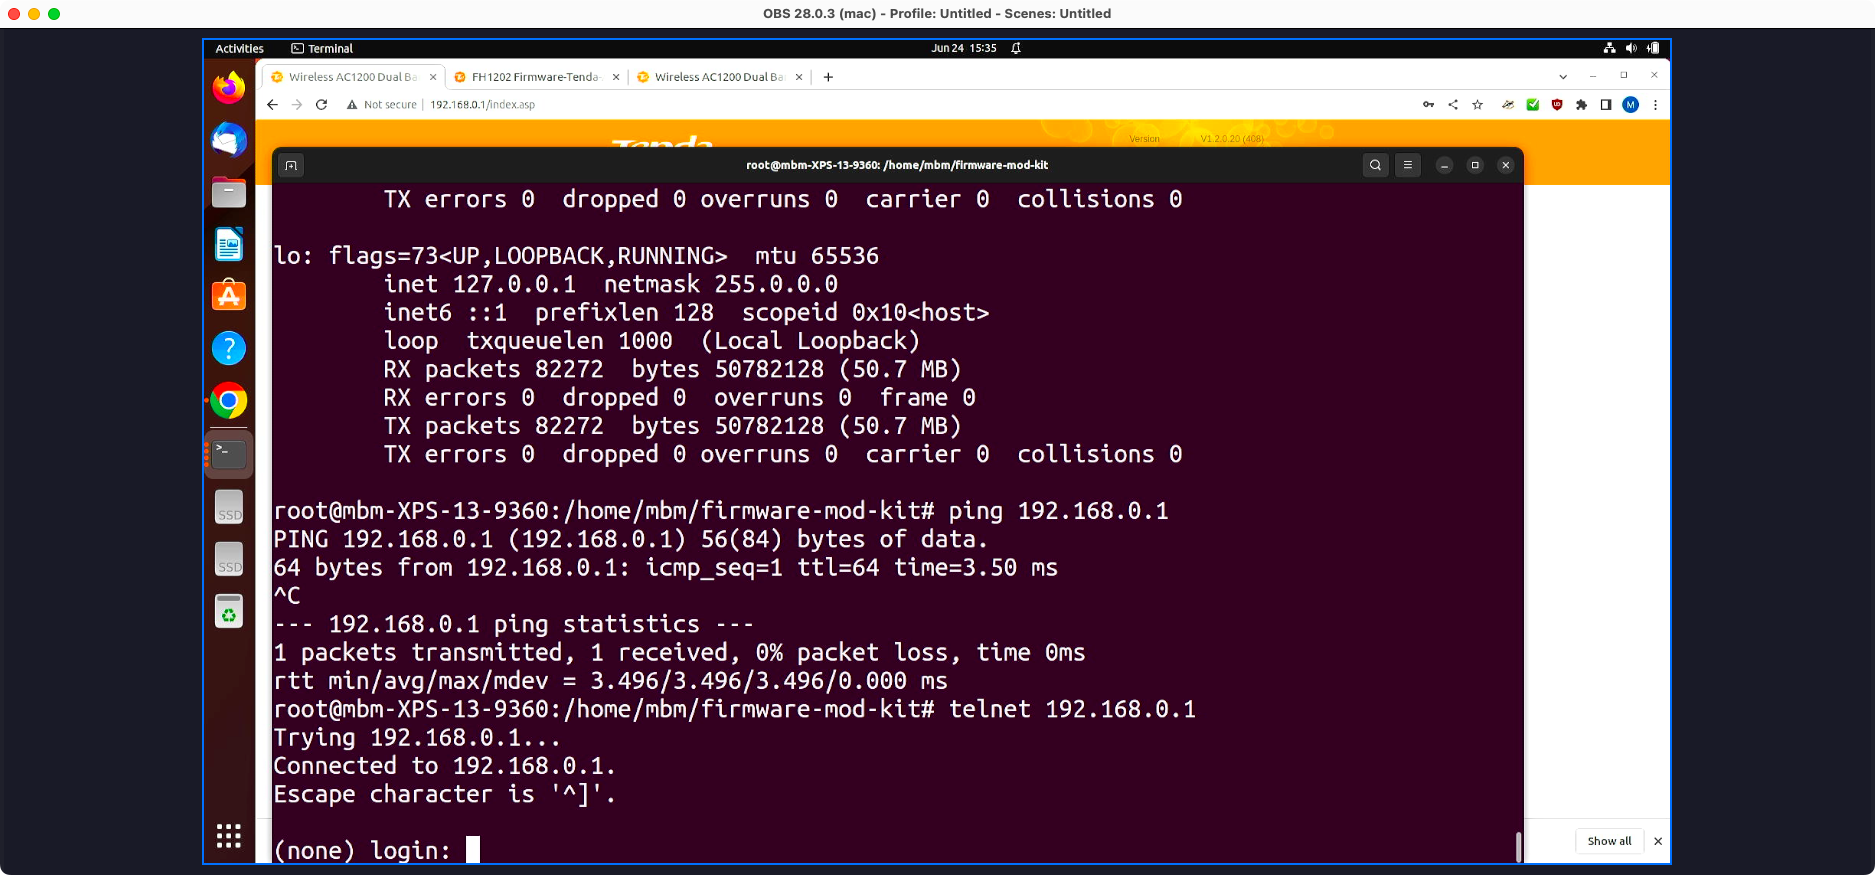 OBS 28.0.3 (mac) - Profile: Untitled - Scenes: Untitled
Activities Terminal Jun 24 15:35
Wireless AC1200 Dual Ba FH1202 Firmware-Tenda- Wireless AC1200 Dual Ba
Not secure 192.168.0.1/index.asp M
Tenda Version V1.2.0.20 (408)
root@mbm-XPS-13-9360: /home/mbm/firmware-mod-kit
TX errors 0 dropped 0 overruns 0 carrier 0 collisions 0
lo: flags=73<UP,LOOPBACK,RUNNING> mtu 65536
inet 127.0.0.1 netmask 255.0.0.0
inet6 ::1 prefixlen 128 scopeid 0x10<host>
loop txqueuelen 1000 (Local Loopback)
RX packets 82272 bytes 50782128 (50.7 MB)
RX errors 0 dropped 0 overruns 0 frame 0
TX packets 82272 bytes 50782128 (50.7 MB)
TX errors 0 dropped 0 overruns 0 carrier 0 collisions 0
root@mbm-XPS-13-9360:/home/mbm/firmware-mod-kit# ping 192.168.0.1
PING 192.168.0.1 (192.168.0.1) 56(84) bytes of data.
64 bytes from 192.168.0.1: icmp_seq=1 ttl=64 time=3.50 ms
^C
--- 192.168.0.1 ping statistics ---
1 packets transmitted, 1 received, 0% packet loss, time 0ms
rtt min/avg/max/mdev = 3.496/3.496/3.496/0.000 ms
root@mbm-XPS-13-9360:/home/mbm/firmware-mod-kit# telnet 192.168.0.1
Trying 192.168.0.1...
Connected to 192.168.0.1.
Escape character is '^]'.
(none) login:
SSD
SSD
Show all